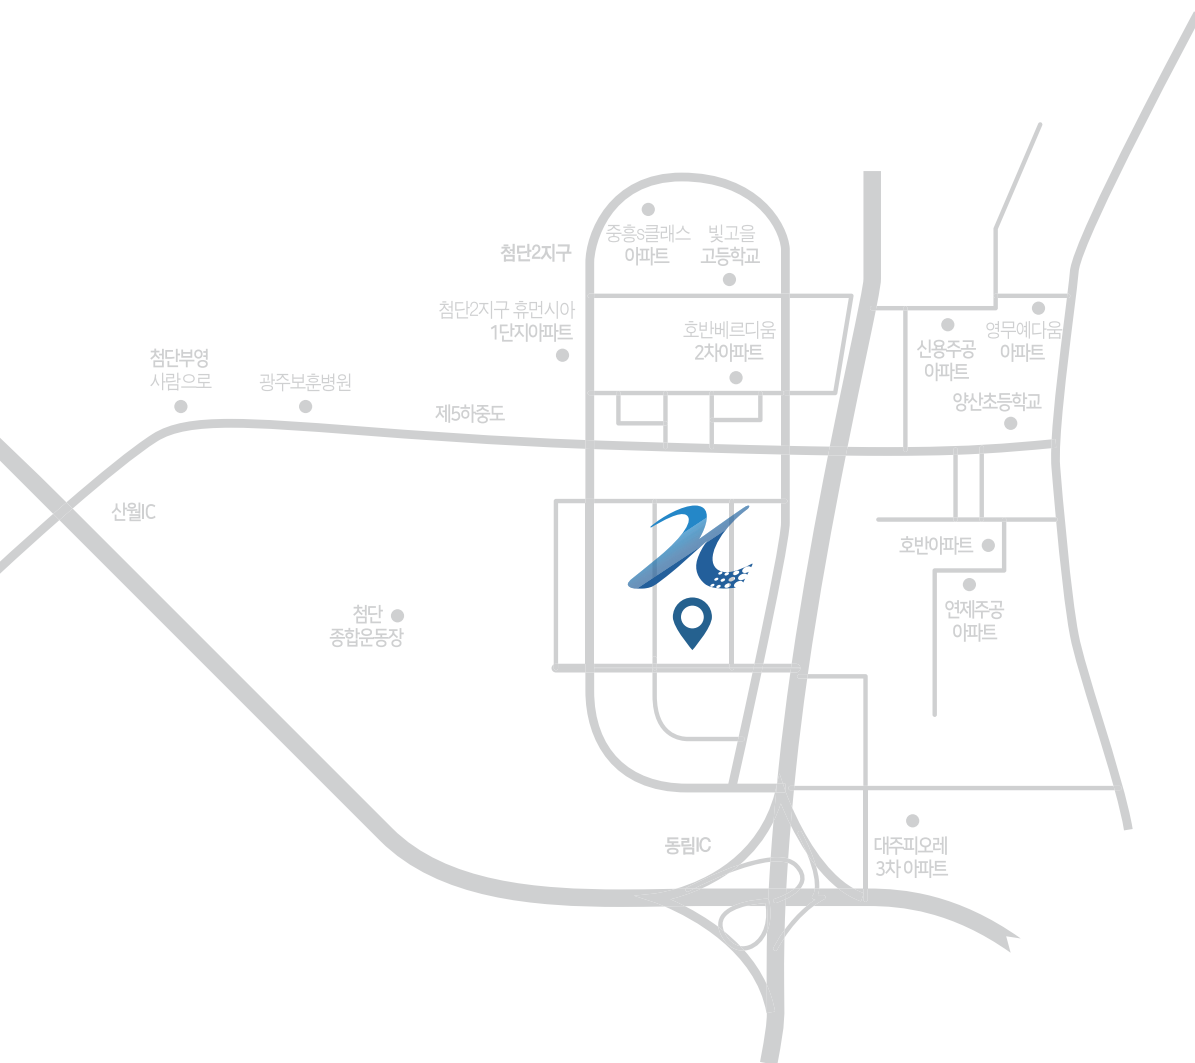 중흥s클래스
아파트
빛고을
고등학교
첨단2지구
첨단2지구 휴먼시아
1단지아파트
호반베르디움
2차아파트
신용주공
아파트
영무예다움
아파트
첨단부영
사람으로
광주보훈병원
양산초등학교
제5하중도
산월IC
호반아파트
첨단
종합운동장
연제주공
아파트
동림IC
대주피오레
3차 아파트